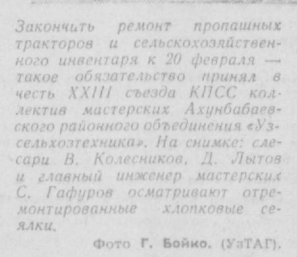 Закончить ремонт пропашных
тракторов и сельскохозяйствен-
ного инвентаря к 20 февраля —
такое обязательство принял в
честь XXIII съезда КПСС кол-
лектив мастерских Ахунбабаев-
ского районного объединения «Уз-
сельхозтехника». На снимке: сле-
сари В. Колесников, Д. Лытов
и главный инженер мастерских
С. Гафуров осматривают отре-
монтированные хлопковые се-
ялки.
Фото Г. Бойко. (УзТАГ).